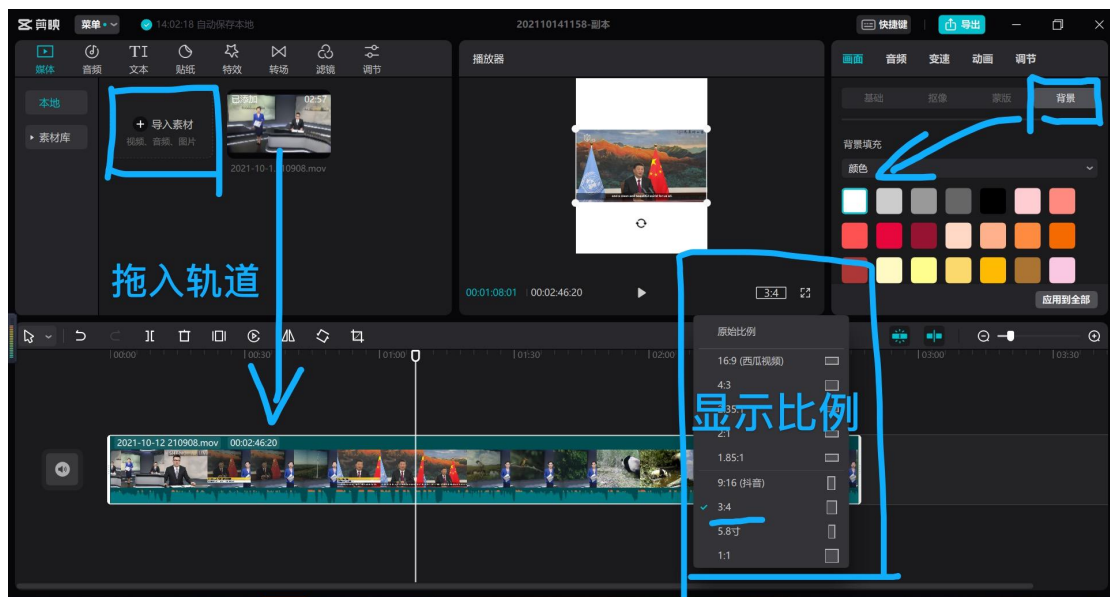 剪映 菜单 14:02:18 自动保存本地 202110141158-副本 快捷键 导出
媒体 音频 TI 文本 贴纸 特效 转场 滤镜 调节
本地
素材库
导入素材
视频、音频、图片
已添加 02:57
2021-10-1 210908.mov
拖入轨道
播放器
00:01:08:01 00:02:46:20 3:4
画面 音频 变速 动画 调节
基础 抠像 蒙版 背景
背景填充
颜色
应用到全部
原始比例
16:9 (西瓜视频)
4:3
2.35:1
2:1
1.85:1
9:16 (抖音)
3:4
5.8寸
1:1
显示比例
00:00 00:30 01:00 01:30 02:00 03:00 03:30
2021-10-12 210908.mov 00:02:46:20